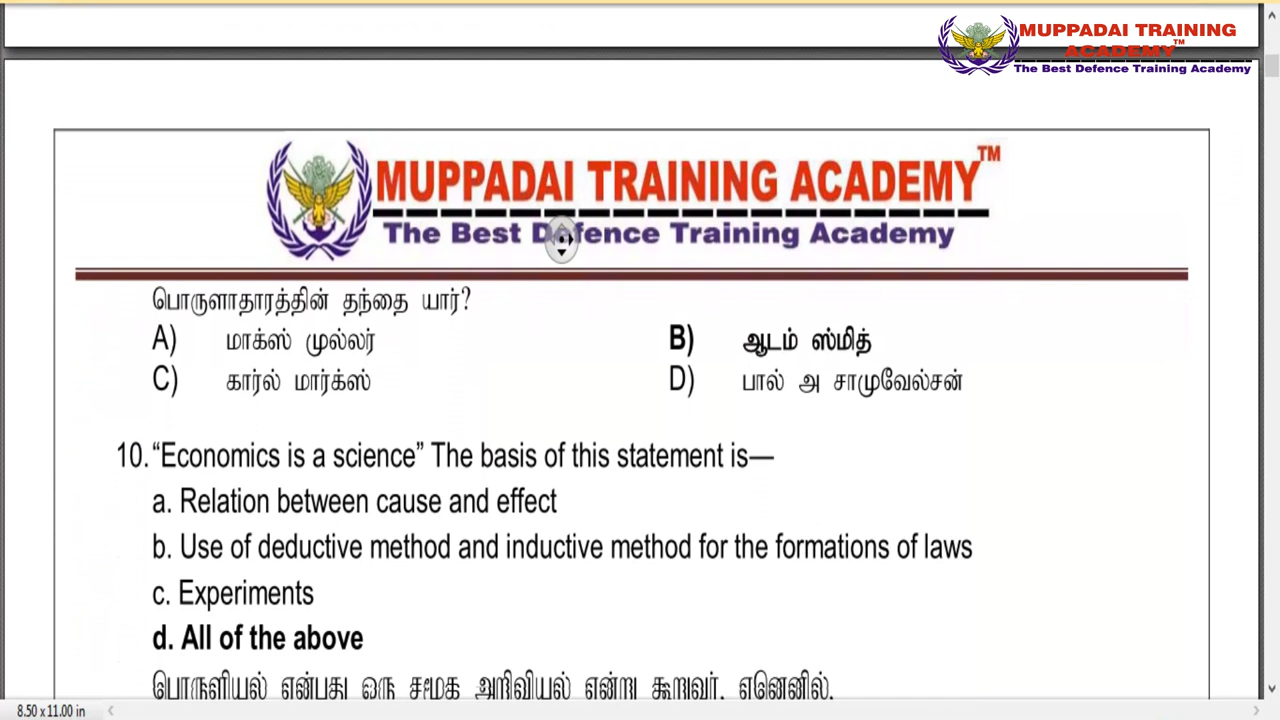 MUPPADAI TRAINING
ACADEMY™
The Best Defence Training Academy
MUPPADAI TRAINING ACADEMY™
The Best Defence Training Academy
பொருளாதாரத்தின் தந்தை யார்?
A) மாக்ஸ் முல்லர் B) ஆடம் ஸ்மித்
C) கார்ல் மார்க்ஸ் D) பால் அ சாமுவேல்சன்
10. “Economics is a science” The basis of this statement is—
a. Relation between cause and effect
b. Use of deductive method and inductive method for the formations of laws
c. Experiments
d. All of the above
பொருளியல் என்பது ஒரு சமூக அறிவியல் என்று கூறுவர். ஏனெனில்,
8.50 x 11.00 in